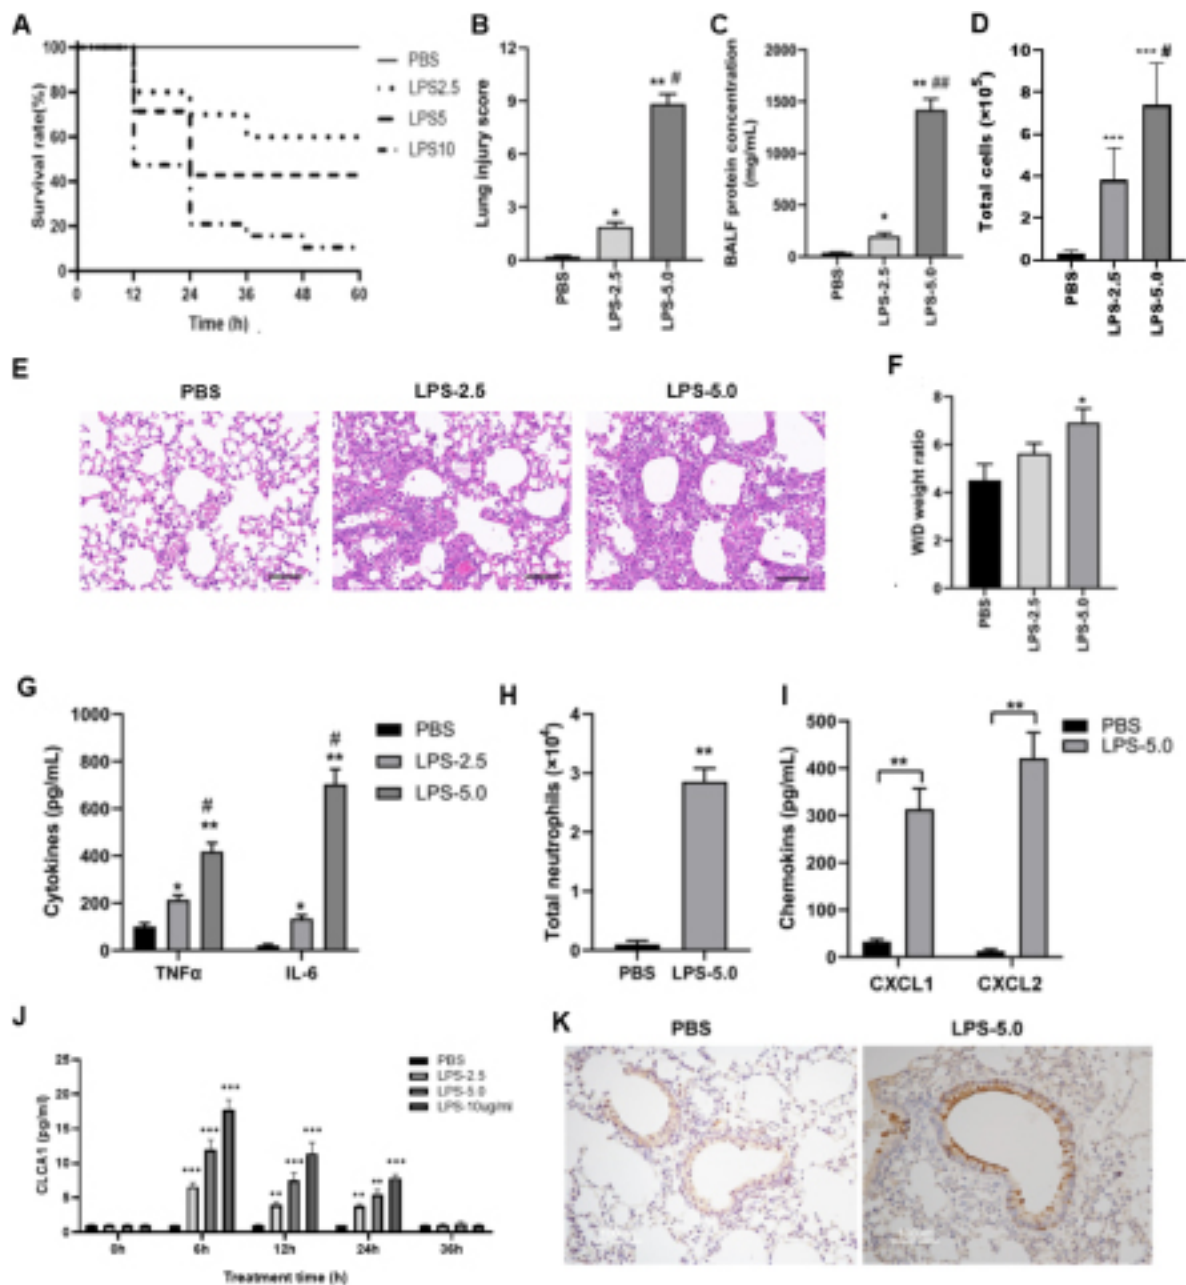 A
Survival rate(%)
100
80
60
40
20
0
0 12 24 36 48 60
Time (h)
PBS
LPS2.5
LPS5
LPS10
B
Lung injury score
12
9
6
3
0
** #
*
PBS LPS-2.5 LPS-5.0
C
BALF protein concentration
(mg/mL)
2000
1500
1000
500
0
** ##
*
PBS LPS-2.5 LPS-5.0
D
Total cells (×10⁵)
10
8
6
4
2
0
*** #
***
PBS LPS-2.5 LPS-5.0
E
PBS LPS-2.5 LPS-5.0
F
W/D weight ratio
8
6
4
2
0
*
PBS LPS-2.5 LPS-5.0
G
Cytokines (pg/mL)
1000
800
600
400
200
0
PBS
LPS-2.5
LPS-5.0
#
**
*
#
**
*
TNFα IL-6
H
Total neutrophils (×10⁴)
4
3
2
1
0
**
PBS LPS-5.0
I
Chemokins (pg/mL)
500
400
300
200
100
0
** **
PBS
LPS-5.0
CXCL1 CXCL2
J
CLCA1 (pg/ml)
25
20
15
10
5
0
PBS
LPS-2.5
LPS-5.0
LPS-10ug/ml
*** *** ***
** *** ***
** ** ***
0h 6h 12h 24h 36h
Treatment time (h)
K
PBS LPS-5.0